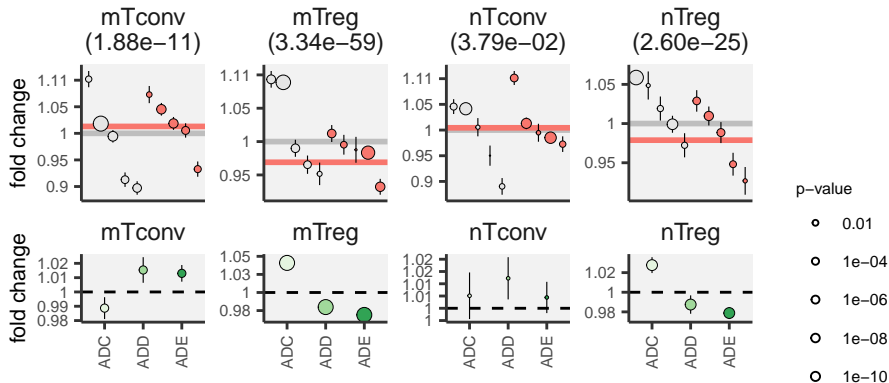 mTconv
(1.88e−11)
mTreg
(3.34e−59)
nTconv
(3.79e−02)
nTreg
(2.60e−25)
fold change
1.11
1.05
1
0.95
0.9
1.11
1.05
1
0.95
1.11
1.05
1
0.95
0.9
1.05
1
0.95
p−value
0.01
1e−04
1e−06
1e−08
1e−10
mTconv
mTreg
nTconv
nTreg
fold change
1.02
1.01
1
0.99
0.98
1.05
1.03
1
0.98
1.02
1.02
1.01
1.01
1
1.02
1
0.98
ADC
ADD
ADE
ADC
ADD
ADE
ADC
ADD
ADE
ADC
ADD
ADE